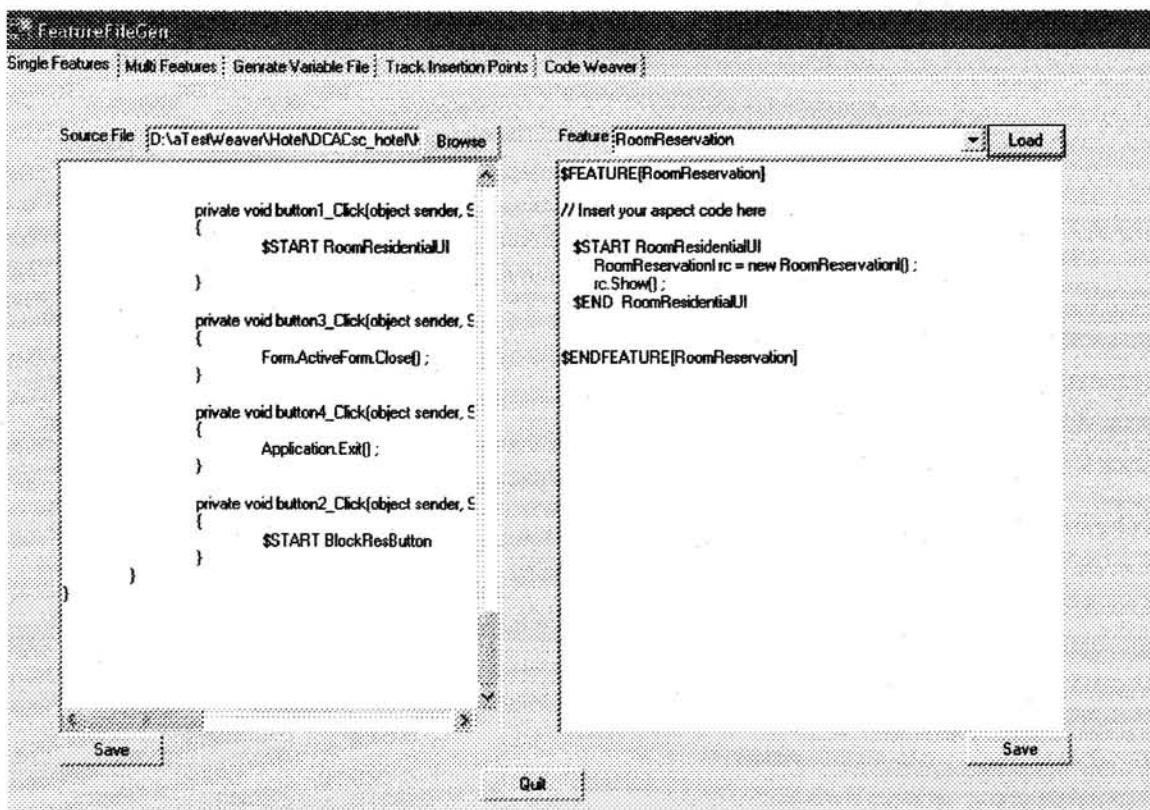 FeatureFileGen
Single Features Multi Features Genrate Variable File Track Insertion Points Code Weaver
Source File D:\aTestWeaver\Hotel\DCACsc_hotel\ Browse
private void button1_Click(object sender, S
{
$START RoomResidentialUI
}
private void button3_Click(object sender, S
{
Form.ActiveForm.Close() ;
}
private void button4_Click(object sender, S
{
Application.Exit() ;
}
private void button2_Click(object sender, S
{
$START BlockResButton
}
}
}
Save
Feature RoomReservation Load
$FEATURE[RoomReservation]
// Insert your aspect code here
$START RoomResidentialUI
RoomReservationI rc = new RoomReservationI() ;
rc.Show() ;
$END RoomResidentialUI
$ENDFEATURE[RoomReservation]
Save
Quit